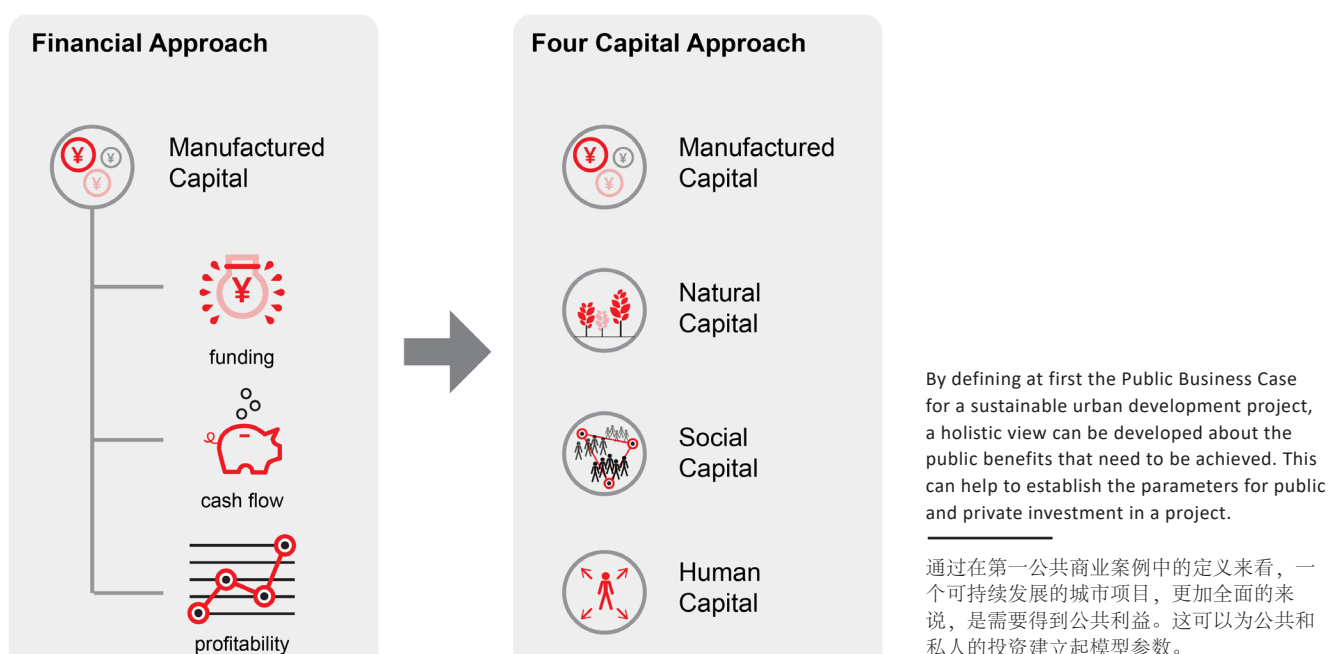 Financial Approach
Manufactured
Capital
¥
¥
¥
¥
funding
cash flow
profitability
Four Capital Approach
¥
¥
¥
Manufactured
Capital
Natural
Capital
Social
Capital
Human
Capital
By defining at first the Public Business Case
for a sustainable urban development project,
a holistic view can be developed about the
public benefits that need to be achieved. This
can help to establish the parameters for public
and private investment in a project.
通过在第一公共商业案例中的定义来看，一
个可持续发展的城市项目，更加全面的来
说，是需要得到公共利益。这可以为公共和
私人的投资建立起模型参数。